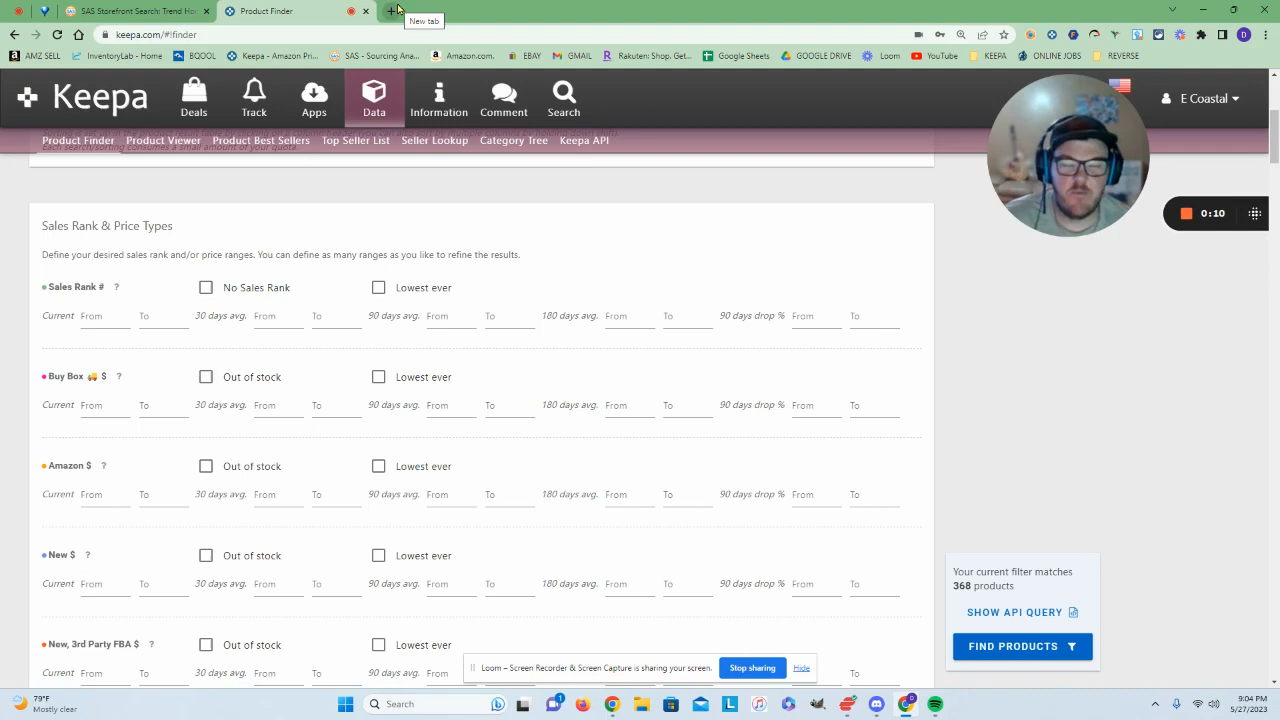 SAS Storefront Search: Trend Ho
Product Finder
New tab
keepa.com/#!finder
AMZ SELL
InventoryLab - Home
BQOOL
Keepa - Amazon Pric...
SAS - Sourcing Ana...
Amazon.com.
EBAY
GMAIL
Rakuten: Shop. Get...
Google Sheets
GOOGLE DRIVE
Loom
YouTube
KEEPA
ONLINE JOBS
REVERSE
Keepa
Deals
Track
Apps
Data
Information
Comment
Search
E Coastal
Product Finder
Product Viewer
Product Best Sellers
Top Seller List
Seller Lookup
Category Tree
Keepa API
Each search/sorting consumes a small amount of your quota.
0:10
Sales Rank & Price Types
Define your desired sales rank and/or price ranges. You can define as many ranges as you like to refine the results.
Sales Rank # ? No Sales Rank Lowest ever
Current From To 30 days avg. From To 90 days avg. From To 180 days avg. From To 90 days drop % From To
Buy Box 🚚 $ ? Out of stock Lowest ever
Current From To 30 days avg. From To 90 days avg. From To 180 days avg. From To 90 days drop % From To
Amazon $ ? Out of stock Lowest ever
Current From To 30 days avg. From To 90 days avg. From To 180 days avg. From To 90 days drop % From To
New $ ? Out of stock Lowest ever
Current From To 30 days avg. From To 90 days avg. From To 180 days avg. From To 90 days drop % From To
New, 3rd Party FBA $ ? Out of stock Lowest ever
Current From To 30 days avg. From To
To
Your current filter matches
368 products
SHOW API QUERY
FIND PRODUCTS
Loom – Screen Recorder & Screen Capture is sharing your screen.
Stop sharing
Hide
79°F
Mostly clear
Search
1
9:04 PM
5/27/2023